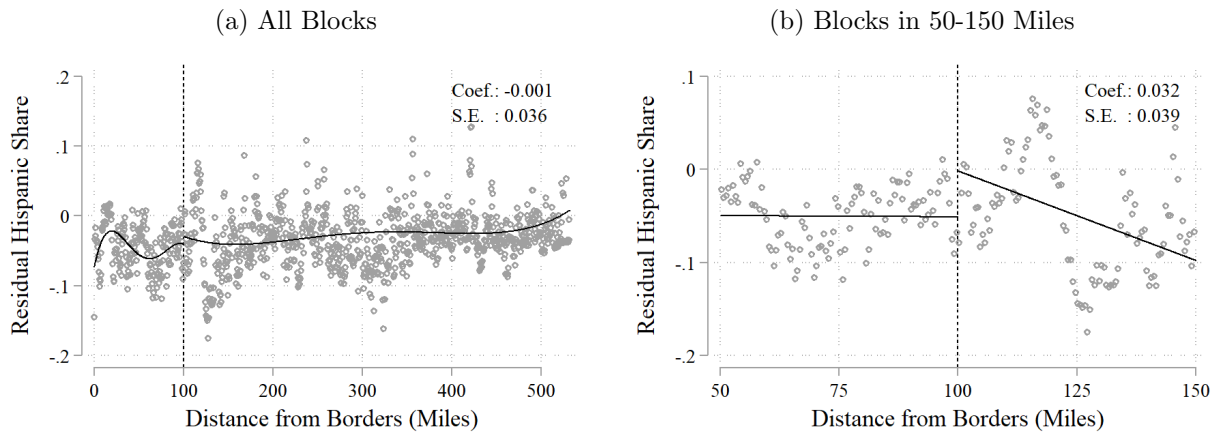 (a) All Blocks
.2
.1
0
-.1
-.2
Residual Hispanic Share
Coef.: -0.001
S.E. : 0.036
0 100 200 300 400 500
Distance from Borders (Miles)
(b) Blocks in 50-150 Miles
.1
0
-.1
-.2
Residual Hispanic Share
Coef.: 0.032
S.E. : 0.039
50 75 100 125 150
Distance from Borders (Miles)